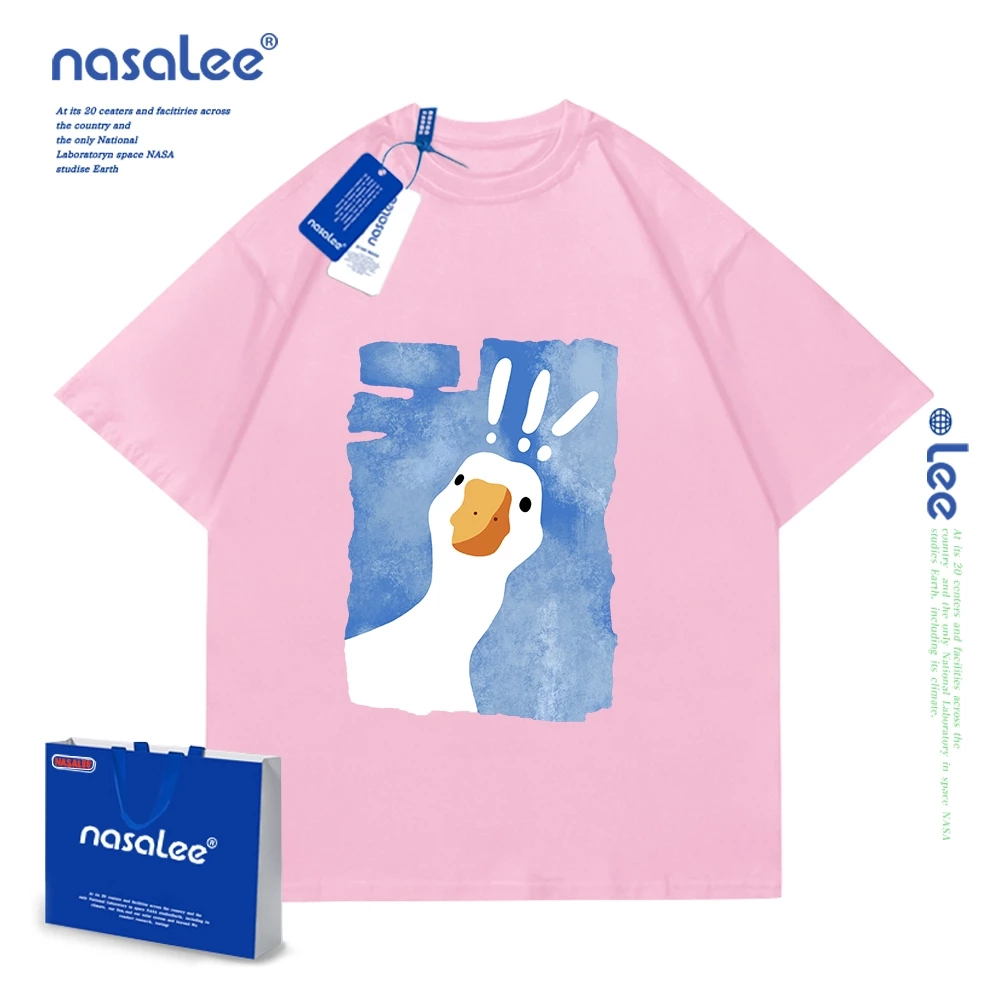 nasaLee®
At its 20 ceaters and facitiries across
the country and
the only National
Laboratoryn space NASA
studise Earth
nasaLee
nasaLee
Lee
At its 20 centers and facilities across the
country and the only National Laboratory in space NASA
studies Earth, including its climate.
NASALEE
nasaLee®